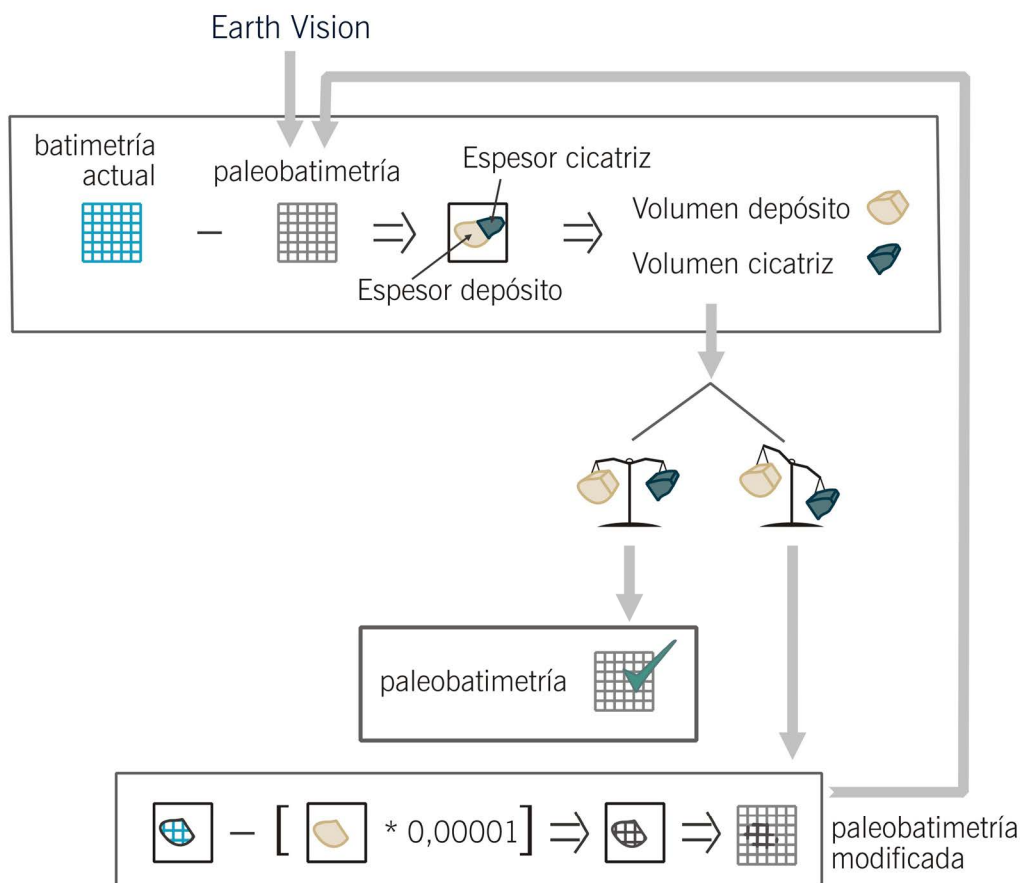 Earth Vision
batimetría
actual
paleobatimetría
Espesor cicatriz
Espesor depósito
Volumen depósito
Volumen cicatriz
paleobatimetría
* 0,00001
paleobatimetría
modificada